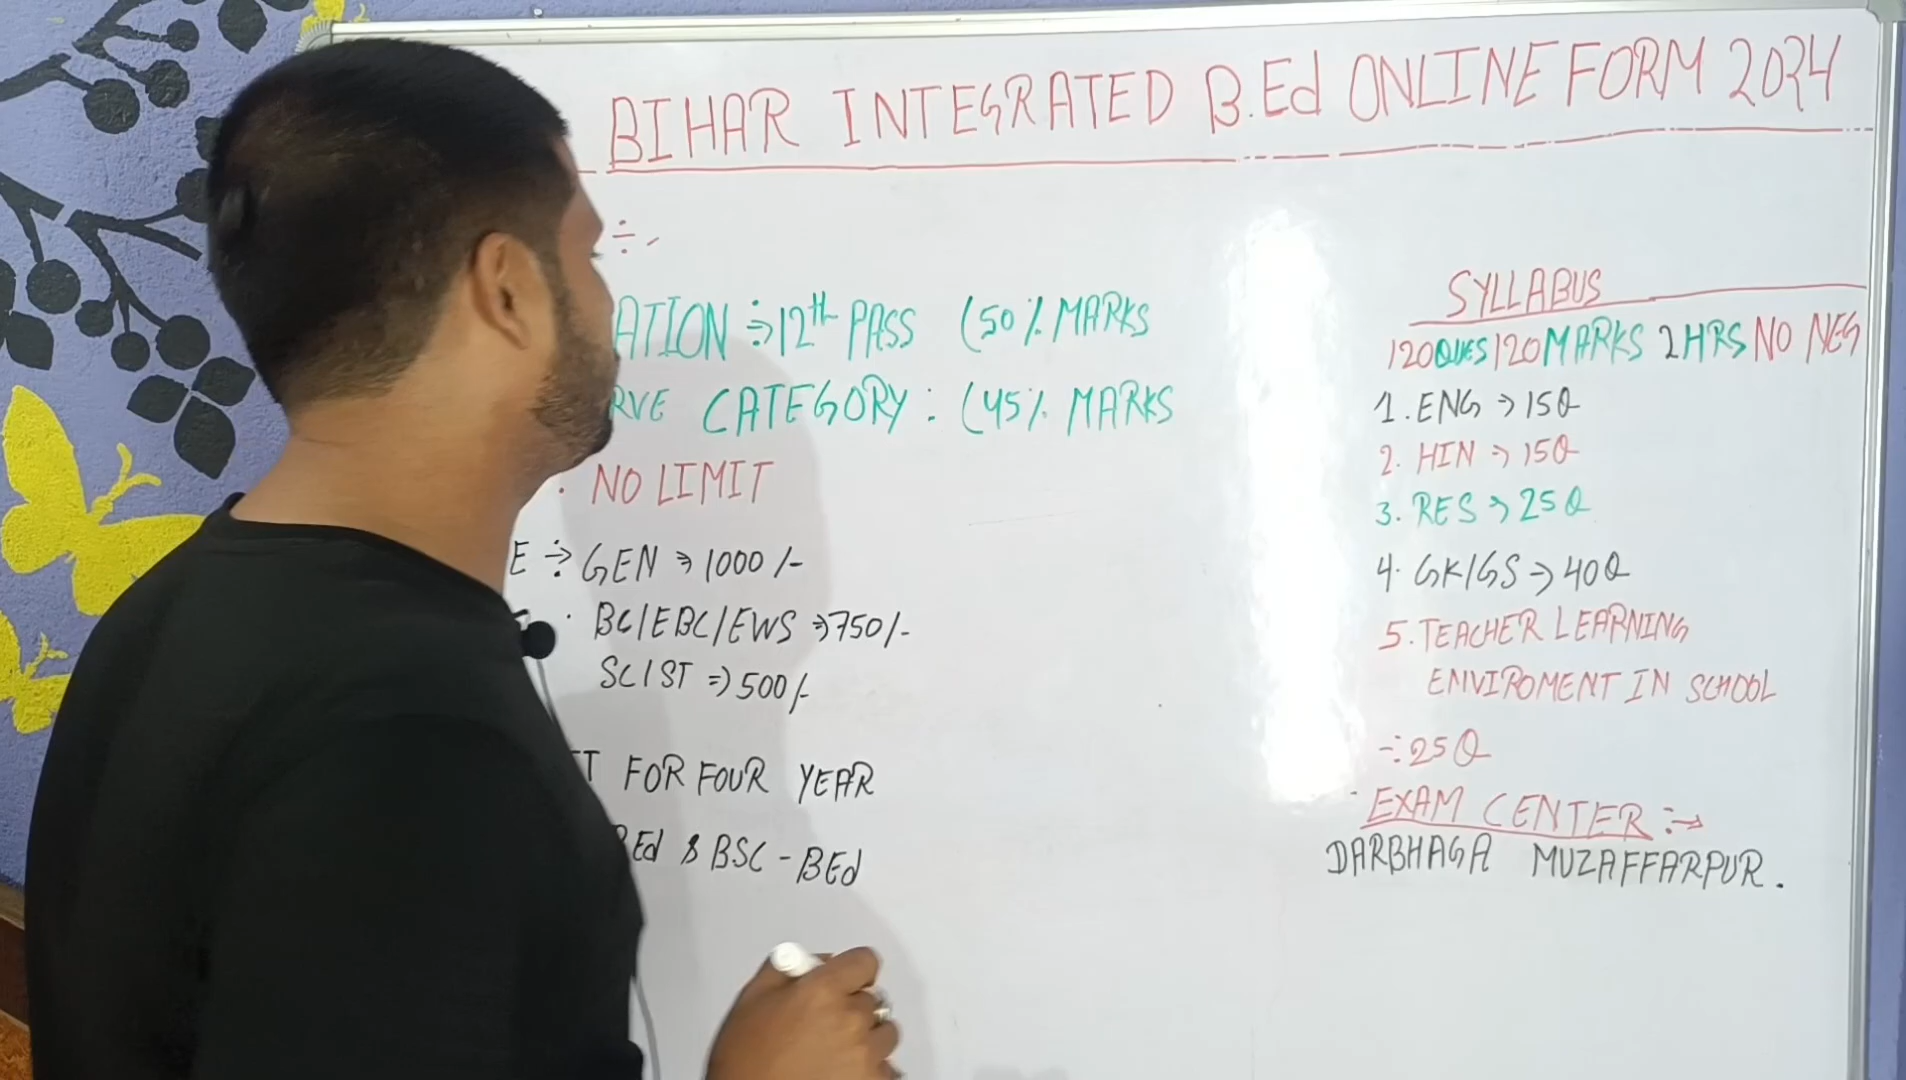 BIHAR INTEGRATED B.Ed ONLINE FORM 2024
÷
ATION ÷> 12th PASS (50% MARKS
RVE CATEGORY : (45% MARKS
. NO LIMIT
E ÷> GEN => 1000/-
BC/EBC/EWS => 750/-
SC/ST => 500/-
T FOR FOUR YEAR
BEd & BSC-BEd
SYLLABUS
120QUES 120MARKS 2HRS NO NEG
1. ENG → 15Q
2. HIN → 15Q
3. RES → 25Q
4. GK/GS → 40Q
5. TEACHER LEARNING
ENVIROMENT IN SCHOOL
-: 25Q
EXAM CENTER :→
DARBHAGA MUZAFFARPUR.